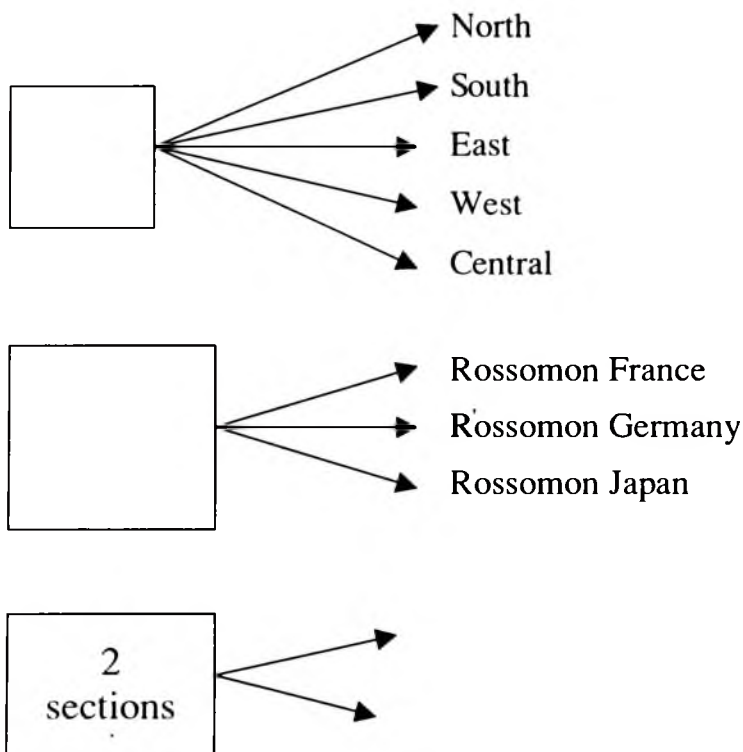 North
South
East
West
Central
Rossomon France
Rossomon Germany
Rossomon Japan
2
sections